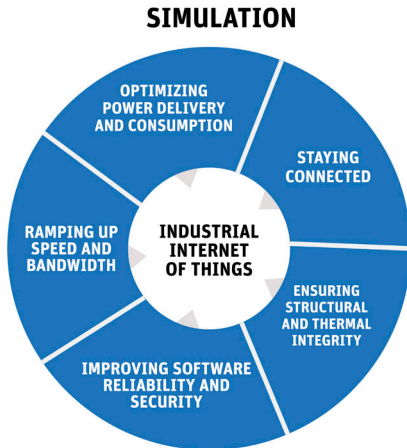 SIMULATION
OPTIMIZING
POWER DELIVERY
AND CONSUMPTION
STAYING
CONNECTED
ENSURING
STRUCTURAL
AND THERMAL
INTEGRITY
IMPROVING SOFTWARE
RELIABILITY AND
SECURITY
RAMPING UP
SPEED AND
BANDWIDTH
INDUSTRIAL
INTERNET
OF THINGS